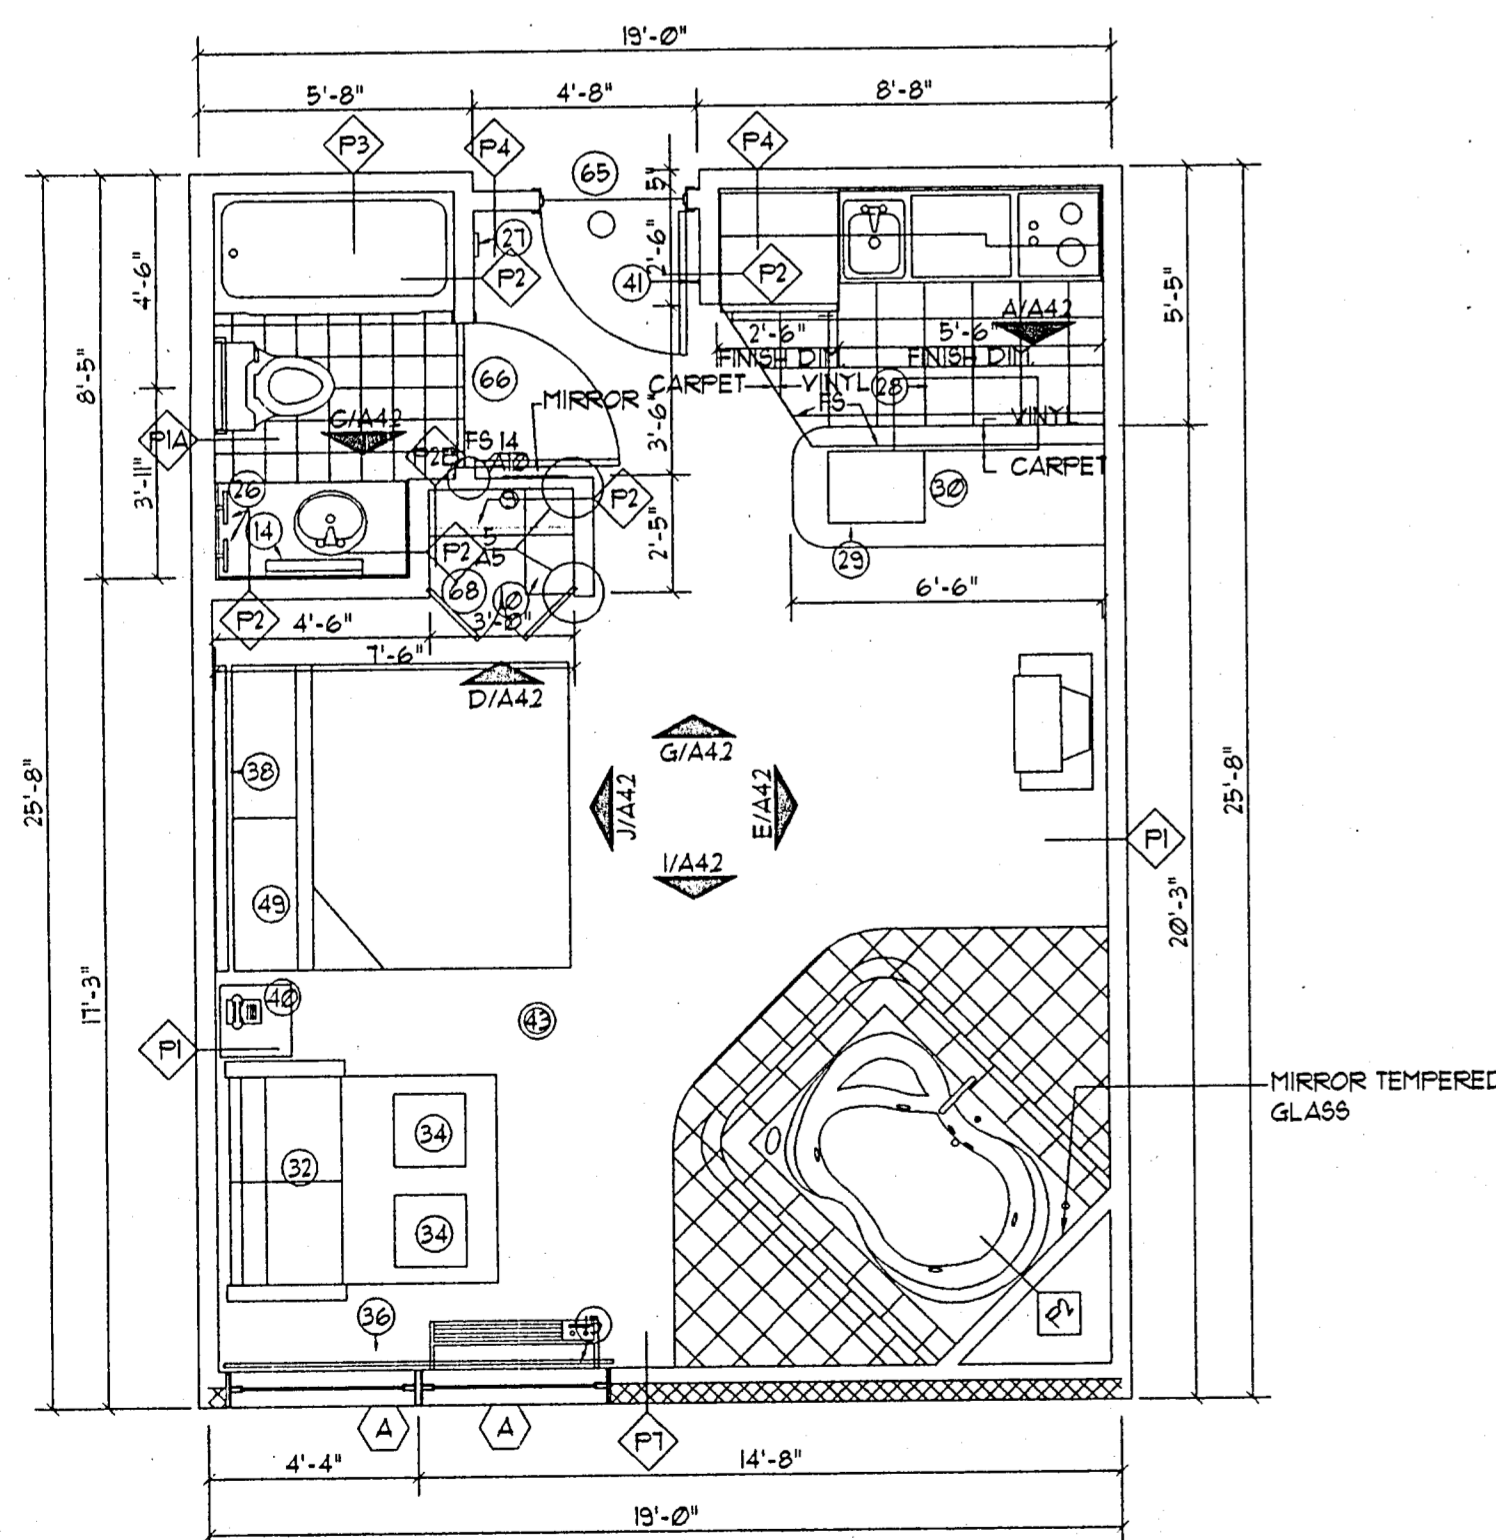 19'-0"
5'-8"
4'-8"
8'-8"
P3
P4
65
P4
5"
27
P2
41
2'-6"
P2
4'-6"
8'-5"
5'-5"
A/A42
2'-6"
5'-6"
FINISH DIM.
FINISH DIM.
66
MIRROR
CARPET
VINYL
28
FS
VINYL
3'-6"
G/A42
P1A
P2E
FS 14
A10
CARPET
3'-11"
26
P2
30
14
5
A5
P2
2'-5"
29
68
10
6'-6"
P2
4'-6"
3'-0"
7'-6"
D/A42
38
G/A42
25'-8"
J/A42
E/A42
25'-8"
P1
I/A42
49
20'-3"
17'-3"
40
43
P1
MIRROR TEMPERED
GLASS
34
32
34
36
P2
A
A
P7
4'-4"
14'-8"
19'-0"